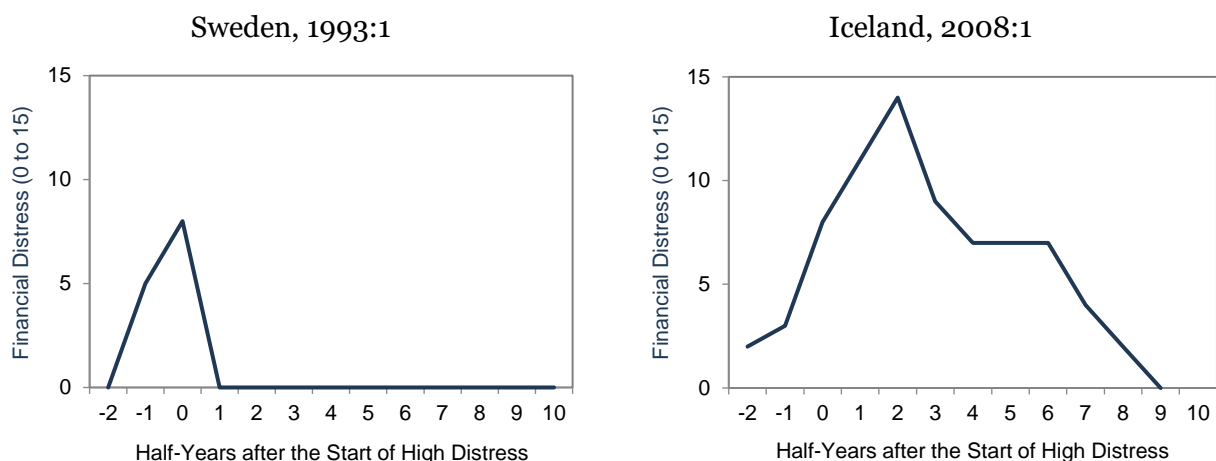 Sweden, 1993:1
Financial Distress (0 to 15)
15
10
5
0
-2 -1 0 1 2 3 4 5 6 7 8 9 10
Half-Years after the Start of High Distress
Iceland, 2008:1
Financial Distress (0 to 15)
15
10
5
0
-2 -1 0 1 2 3 4 5 6 7 8 9 10
Half-Years after the Start of High Distress